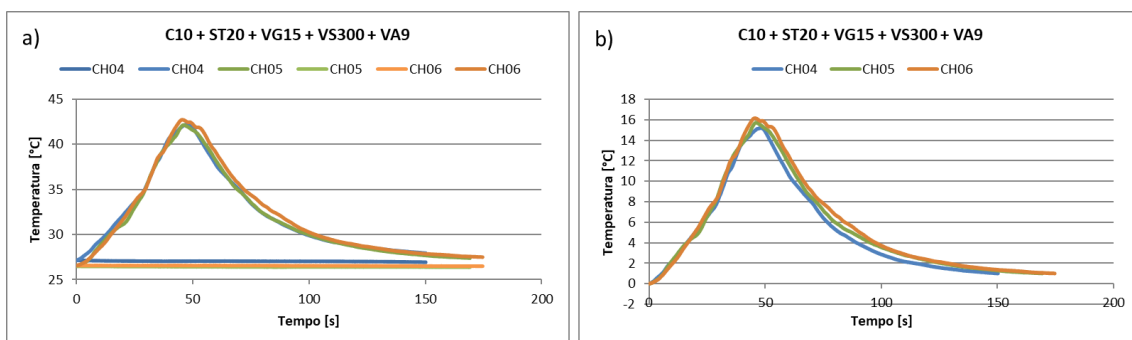 a)
C10 + ST20 + VG15 + VS300 + VA9
CH04 CH04 CH05 CH05 CH06 CH06
Temperatura [°C]
45
40
35
30
25
0 50 100 150 200
Tempo [s]
b)
C10 + ST20 + VG15 + VS300 + VA9
CH04 CH05 CH06
Temperatura [°C]
18
16
14
12
10
8
6
4
2
0
-2
0 50 100 150 200
Tempo [s]